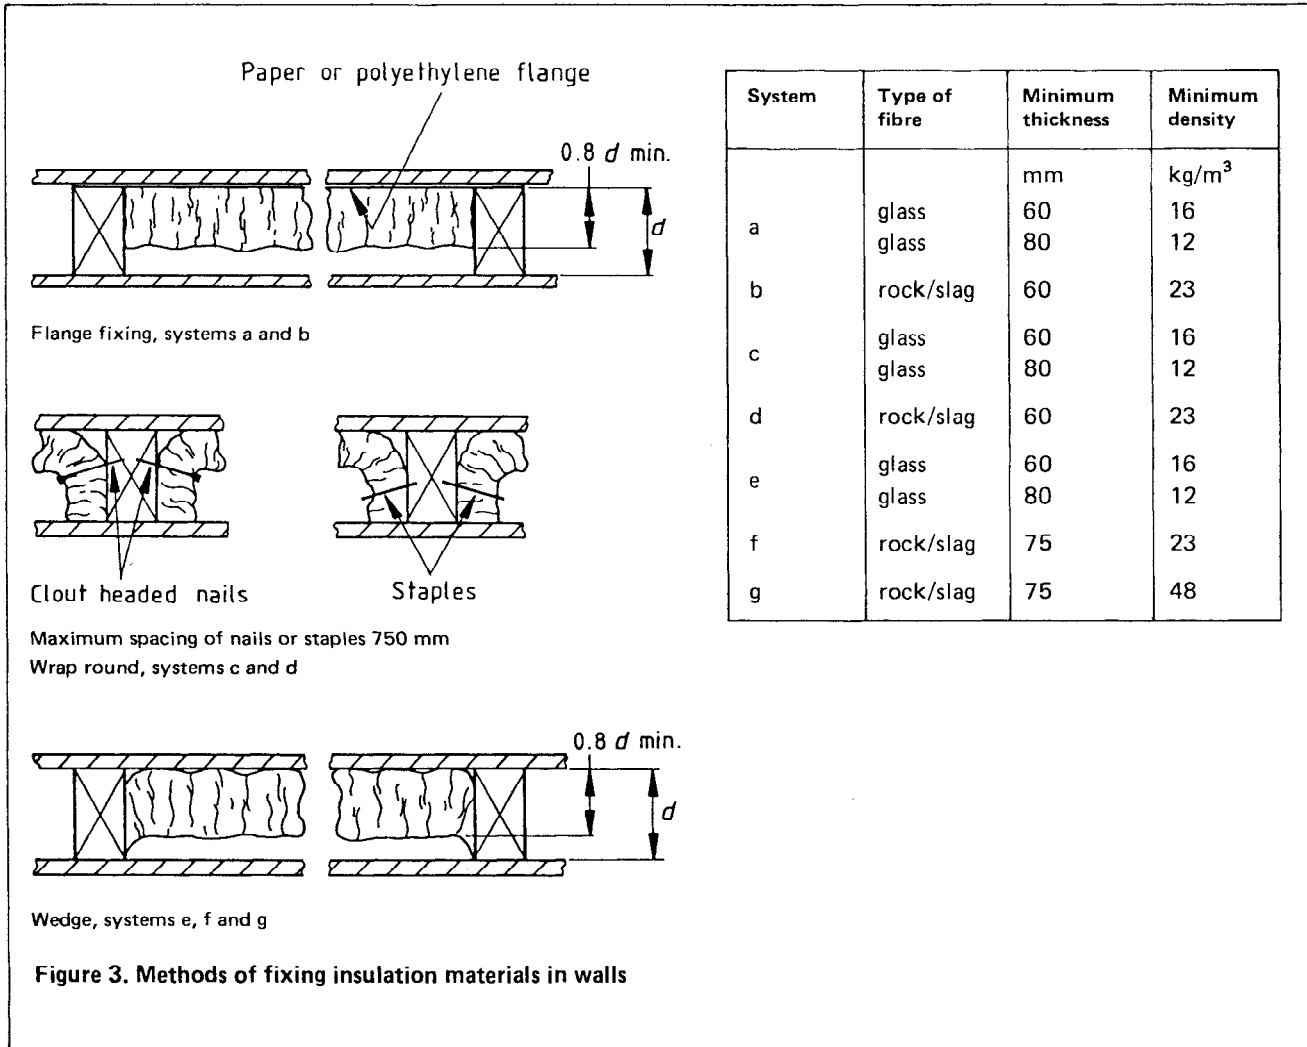 Paper or polyethylene flange
0.8 d min.
d
Flange fixing, systems a and b
Clout headed nails
Staples
Maximum spacing of nails or staples 750 mm
Wrap round, systems c and d
0.8 d min.
d
Wedge, systems e, f and g
Figure 3. Methods of fixing insulation materials in walls
System Type of fibre Minimum thickness Minimum density
mm kg/m³
a glass 60 16
glass 80 12
b rock/slag 60 23
c glass 60 16
glass 80 12
d rock/slag 60 23
e glass 60 16
glass 80 12
f rock/slag 75 23
g rock/slag 75 48